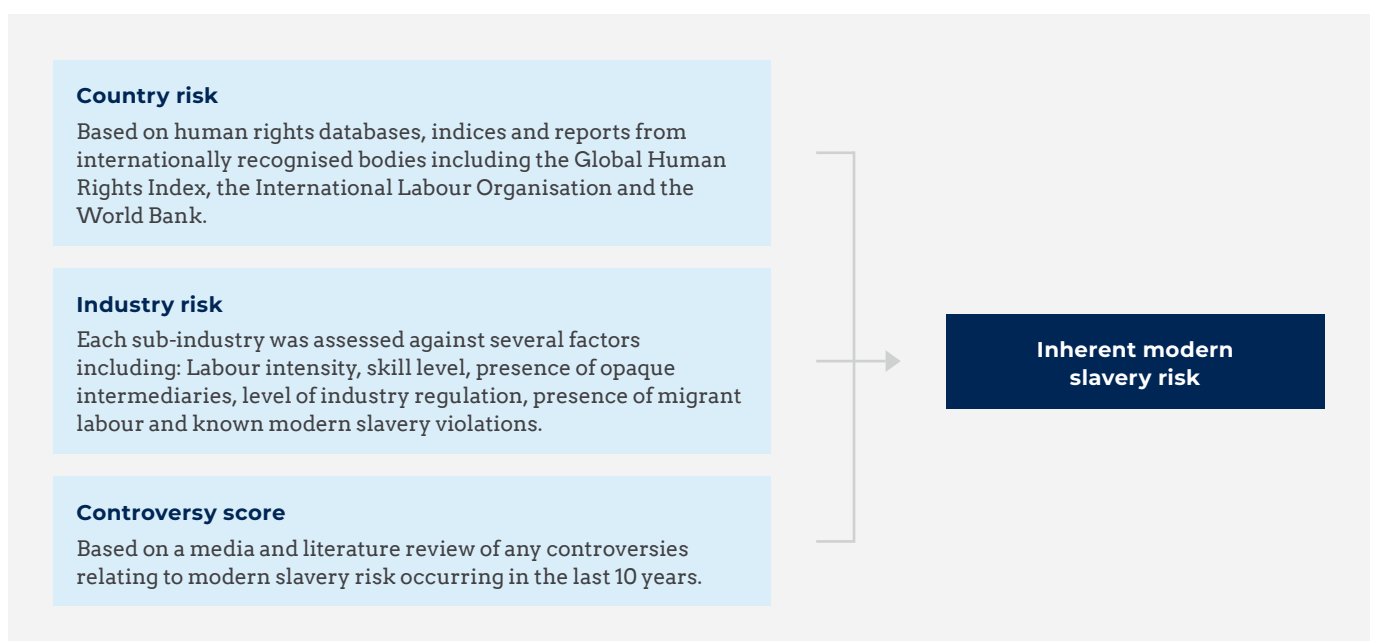 Country risk
Based on human rights databases, indices and reports from
internationally recognised bodies including the Global Human
Rights Index, the International Labour Organisation and the
World Bank.
Industry risk
Each sub-industry was assessed against several factors
including: Labour intensity, skill level, presence of opaque
intermediaries, level of industry regulation, presence of migrant
labour and known modern slavery violations.
Controversy score
Based on a media and literature review of any controversies
relating to modern slavery risk occurring in the last 10 years.
Inherent modern
slavery risk